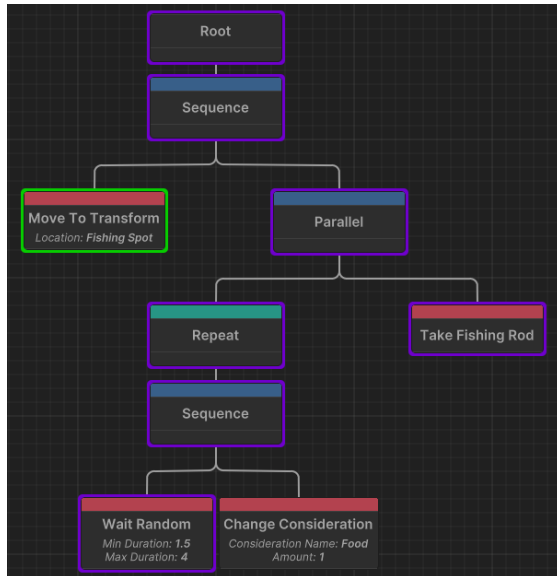 Root
Sequence
Move To Transform
Location: Fishing Spot
Parallel
Repeat
Take Fishing Rod
Sequence
Wait Random
Min Duration: 1.5
Max Duration: 4
Change Consideration
Consideration Name: Food
Amount: 1